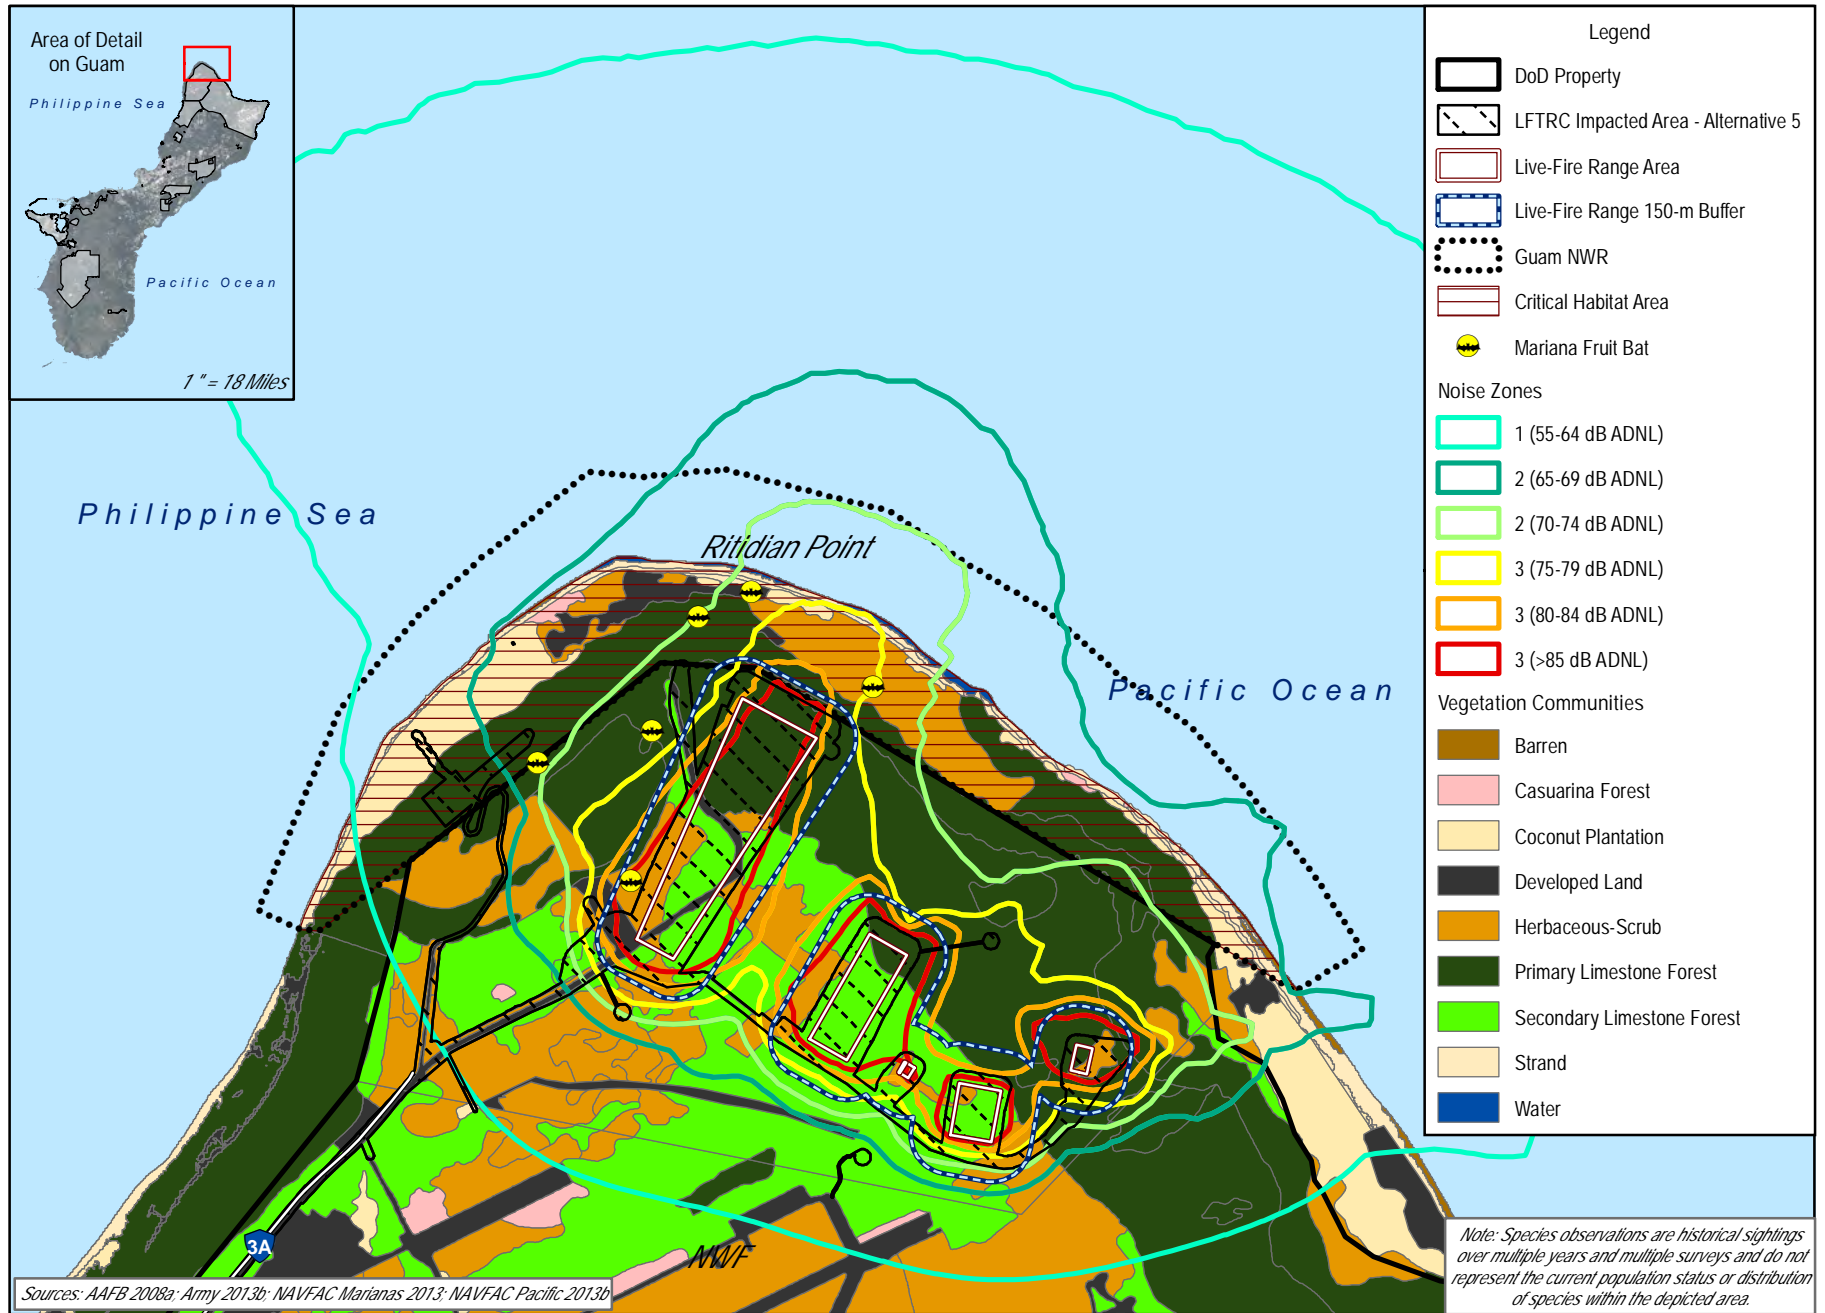 Area of Detail
on Guam
Philippine Sea
Pacific Ocean
1 " = 18 Miles
Philippine Sea
Ritidian Point
Pacific Ocean
3A
NWF
Sources: AAFB 2008a; Army 2013b; NAVFAC Marianas 2013; NAVFAC Pacific 2013b
Legend
DoD Property
LFTRC Impacted Area - Alternative 5
Live-Fire Range Area
Live-Fire Range 150-m Buffer
Guam NWR
Critical Habitat Area
Mariana Fruit Bat
Noise Zones
1 (55-64 dB ADNL)
2 (65-69 dB ADNL)
2 (70-74 dB ADNL)
3 (75-79 dB ADNL)
3 (80-84 dB ADNL)
3 (>85 dB ADNL)
Vegetation Communities
Barren
Casuarina Forest
Coconut Plantation
Developed Land
Herbaceous-Scrub
Primary Limestone Forest
Secondary Limestone Forest
Strand
Water
Note: Species observations are historical sightings
over multiple years and multiple surveys and do not
represent the current population status or distribution
of species within the depicted area.